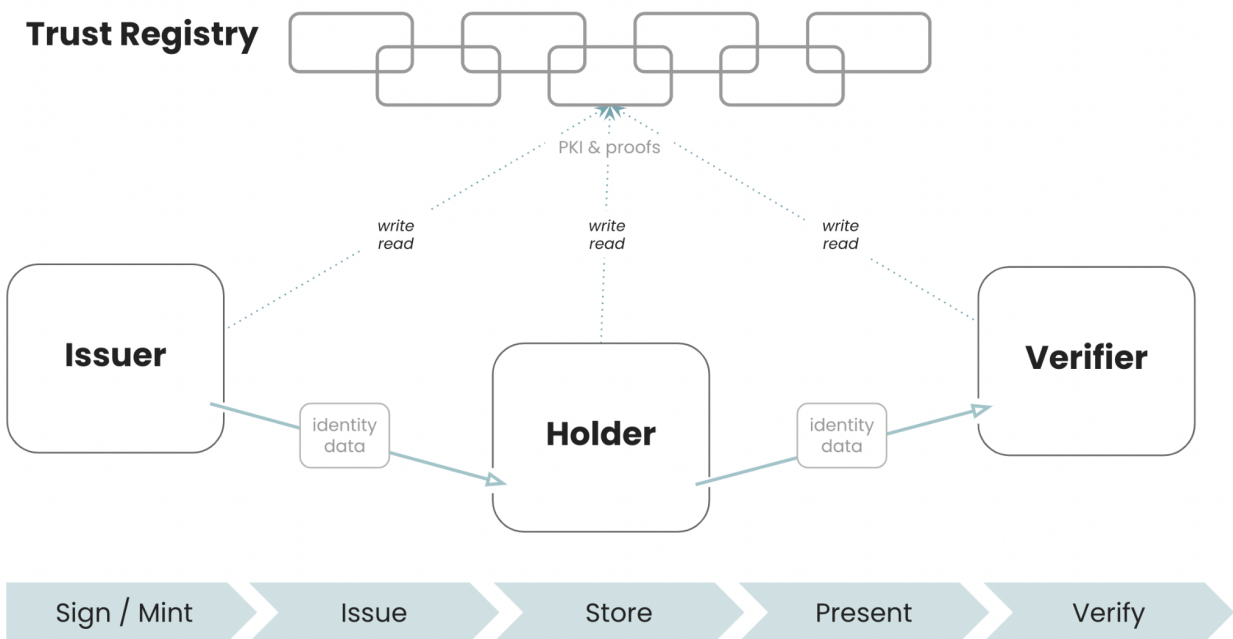 Trust Registry
PKI & proofs
write
read
write
read
write
read
Issuer
Holder
Verifier
identity
data
identity
data
Sign / Mint
Issue
Store
Present
Verify